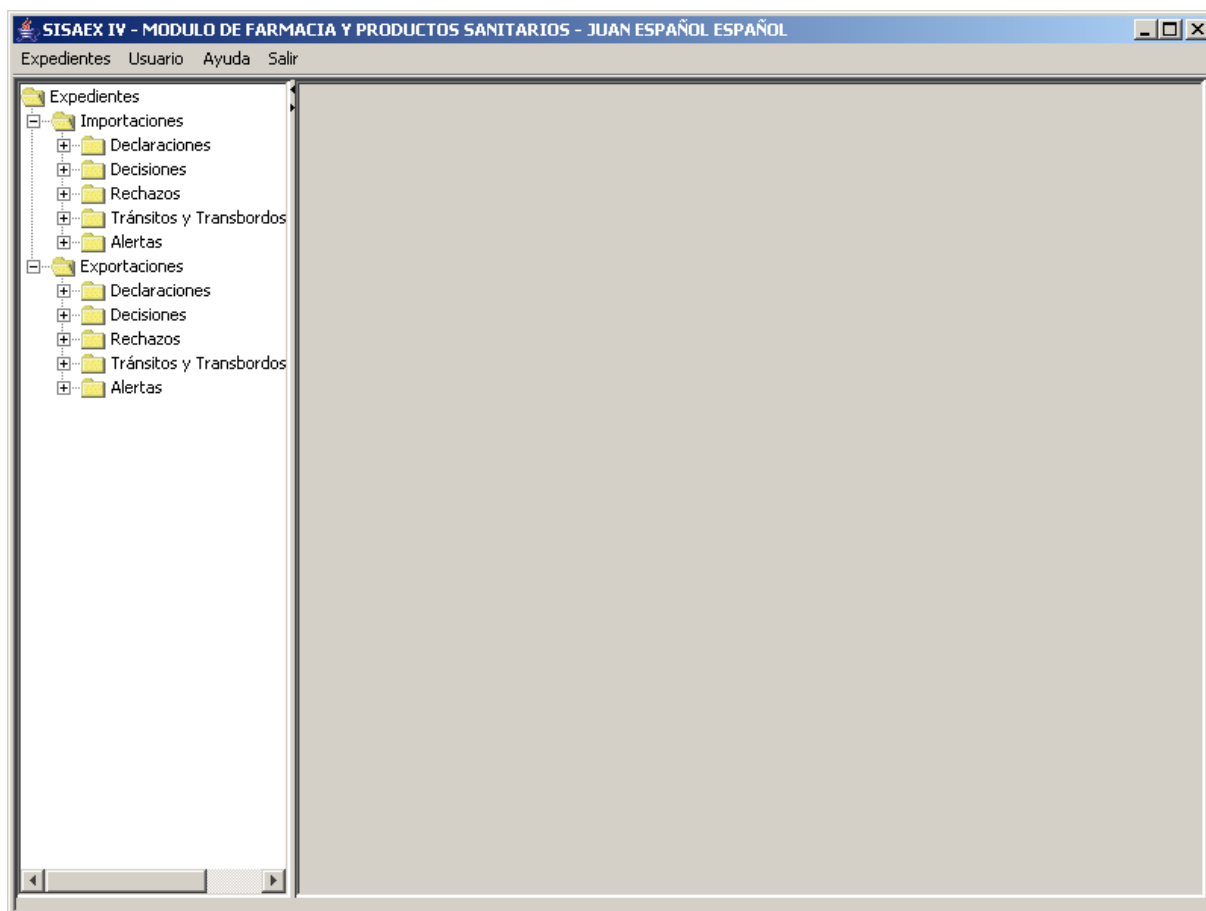 SISAEX IV - MODULO DE FARMACIA Y PRODUCTOS SANITARIOS - JUAN ESPAÑOL ESPAÑOL
Expedientes Usuario Ayuda Salir
Expedientes
Importaciones
Declaraciones
Decisiones
Rechazos
Tránsitos y Transbordos
Alertas
Exportaciones
Declaraciones
Decisiones
Rechazos
Tránsitos y Transbordos
Alertas